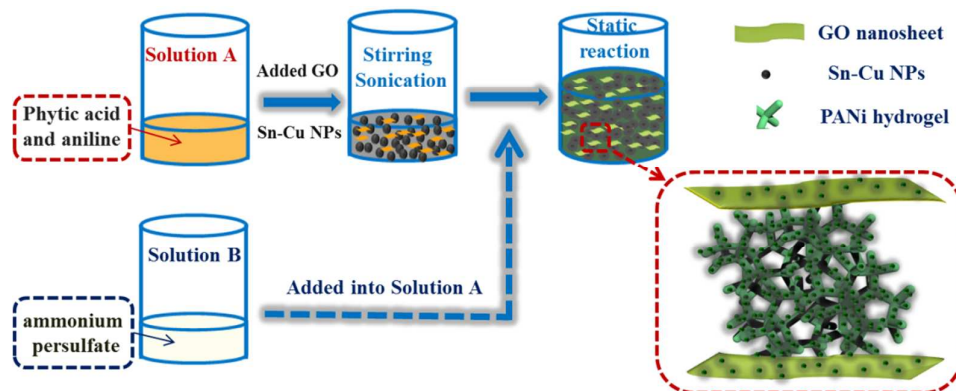 Solution A
Phytic acid
and aniline
Added GO
Sn-Cu NPs
Stirring
Sonication
Static
reaction
GO nanosheet
Sn-Cu NPs
PANi hydrogel
Solution B
ammonium
persulfate
Added into Solution A